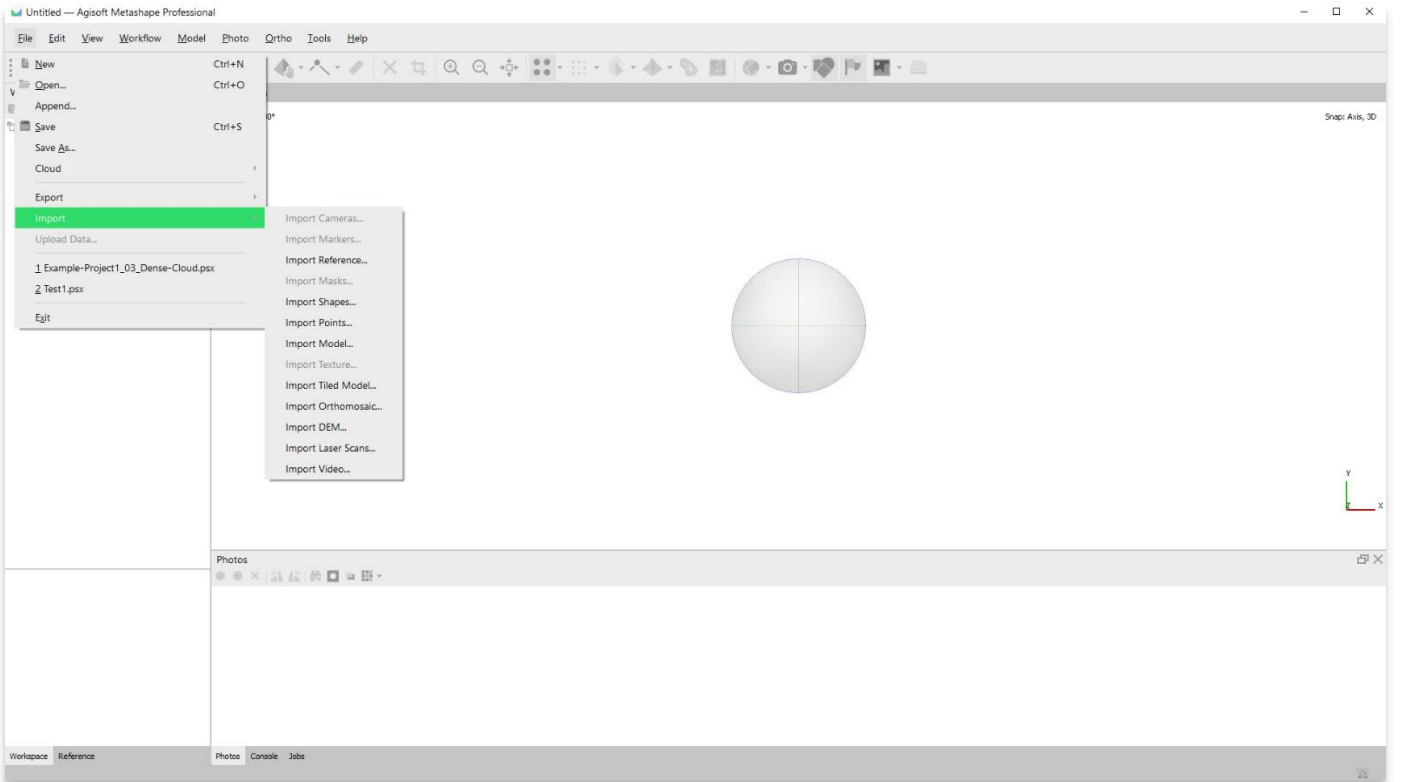 Untitled — Agisoft Metashape Professional
File Edit View Workflow Model Photo Ortho Tools Help
New Ctrl+N
Open... Ctrl+O
Append...
Save Ctrl+S
Save As...
Cloud
Export
Import
Upload Data...
1 Example-Project1_03_Dense-Cloud.psx
2 Test1.psx
Exit
Import Cameras...
Import Markers...
Import Reference...
Import Masks...
Import Shapes...
Import Points...
Import Model...
Import Texture...
Import Tiled Model...
Import Orthomosaic...
Import DEM...
Import Laser Scans...
Import Video...
Snap: Axis, 3D
Y
Z X
Photos
Workspace Reference
Photos Console Jobs